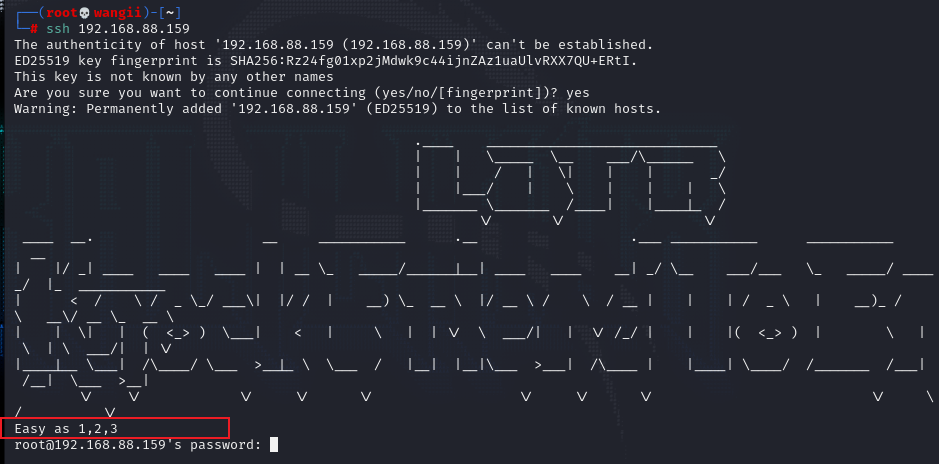 ┌──(root💀wangii)-[~]
└─# ssh 192.168.88.159
The authenticity of host '192.168.88.159 (192.168.88.159)' can't be established.
ED25519 key fingerprint is SHA256:Rz24fg01xp2jMdwk9c44ijnZAz1uaUlvRXX7QU+ERtI.
This key is not known by any other names
Are you sure you want to continue connecting (yes/no/[fingerprint])? yes
Warning: Permanently added '192.168.88.159' (ED25519) to the list of known hosts.
Easy as 1,2,3
root@192.168.88.159's password: